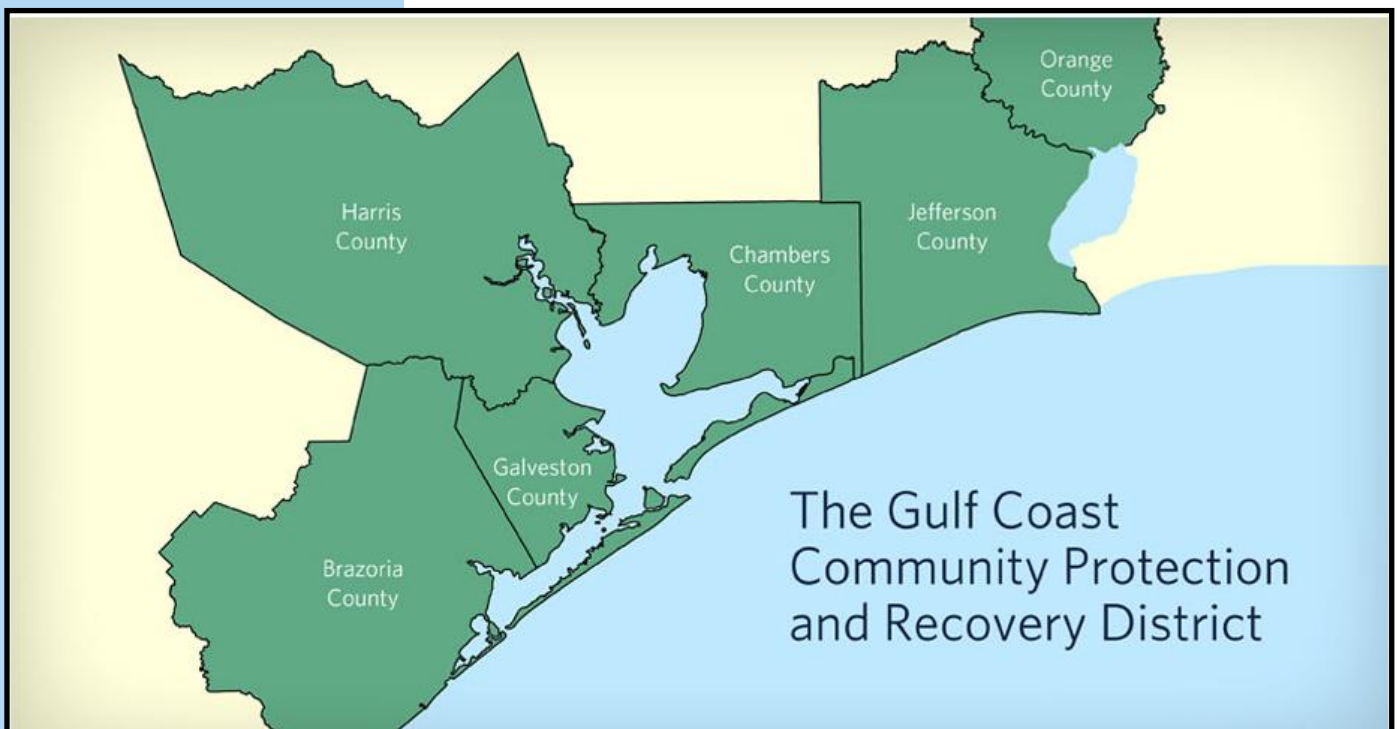 Orange
County
Harris
County
Jefferson
County
Chambers
County
Galveston
County
Brazoria
County
The Gulf Coast
Community Protection
and Recovery District